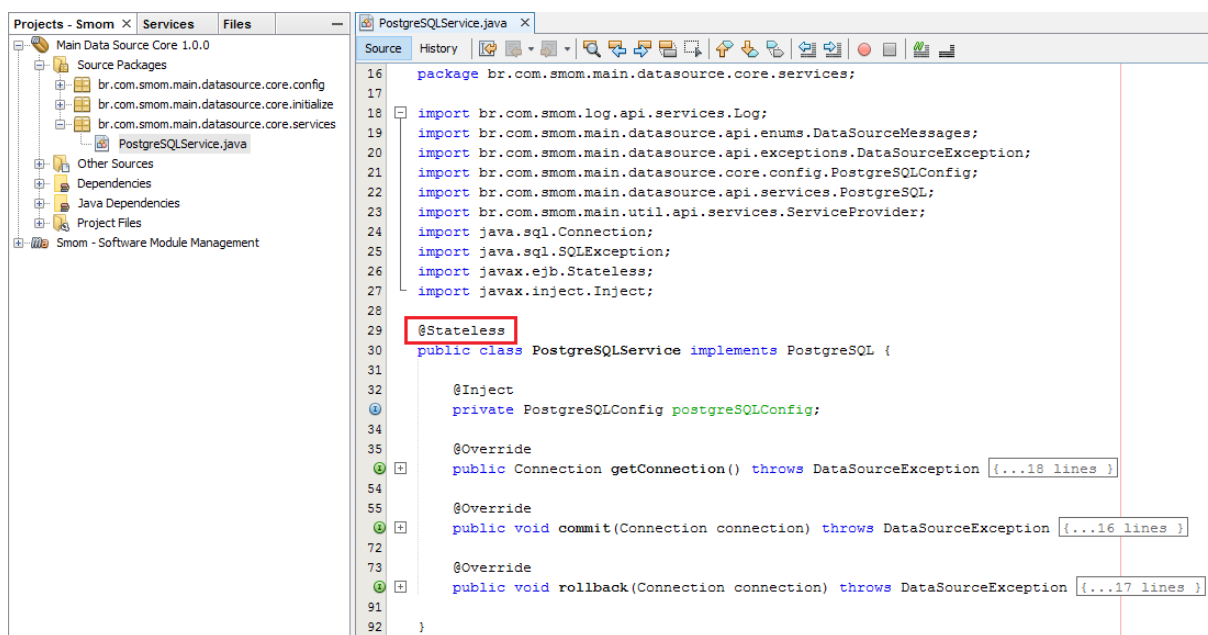 Projects - Smom × Services Files
Main Data Source Core 1.0.0
Source Packages
br.com.smom.main.datasource.core.config
br.com.smom.main.datasource.core.initialize
br.com.smom.main.datasource.core.services
PostgreSQLService.java
Other Sources
Dependencies
Java Dependencies
Project Files
Smom - Software Module Management
PostgreSQLService.java ×
Source History
16 package br.com.smom.main.datasource.core.services;
17
18 import br.com.smom.log.api.services.Log;
19 import br.com.smom.main.datasource.api.enums.DataSourceMessages;
20 import br.com.smom.main.datasource.api.exceptions.DataSourceException;
21 import br.com.smom.main.datasource.core.config.PostgreSQLConfig;
22 import br.com.smom.main.datasource.api.services.PostgreSQL;
23 import br.com.smom.main.util.api.services.ServiceProvider;
24 import java.sql.Connection;
25 import java.sql.SQLException;
26 import javax.ejb.Stateless;
27 import javax.inject.Inject;
28
29 @Stateless
30 public class PostgreSQLService implements PostgreSQL {
31
32 @Inject
private PostgreSQLConfig postgreSQLConfig;
34
35 @Override
public Connection getConnection() throws DataSourceException {...18 lines }
54
55 @Override
public void commit(Connection connection) throws DataSourceException {...16 lines }
72
73 @Override
public void rollback(Connection connection) throws DataSourceException {...17 lines }
91
92 }